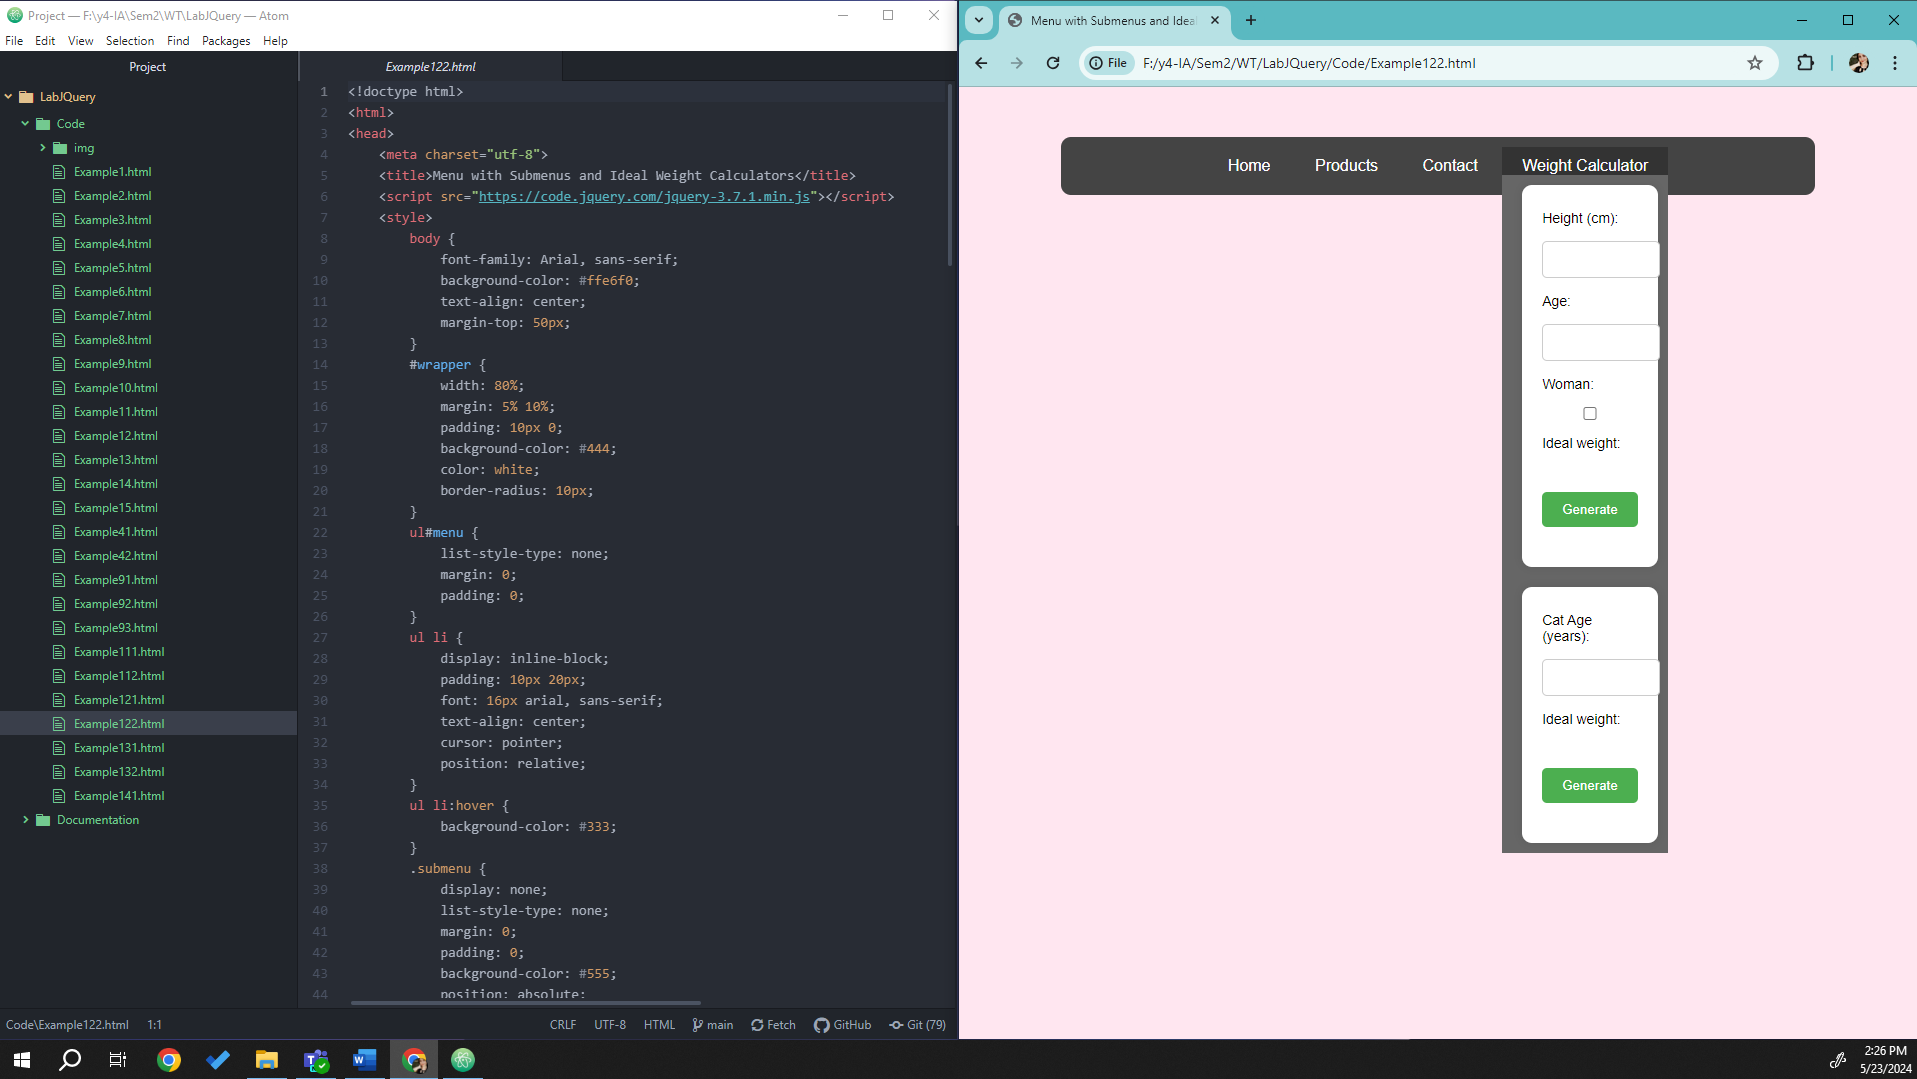 Project — F:\y4-IA\Sem2\WT\LabJQuery — Atom
File Edit View Selection Find Packages Help
Project
LabJQuery
Code
img
Example1.html
Example2.html
Example3.html
Example4.html
Example5.html
Example6.html
Example7.html
Example8.html
Example9.html
Example10.html
Example11.html
Example12.html
Example13.html
Example14.html
Example15.html
Example41.html
Example42.html
Example91.html
Example92.html
Example93.html
Example111.html
Example112.html
Example121.html
Example122.html
Example131.html
Example132.html
Example141.html
Documentation
Example122.html
1 <!doctype html>
2 <html>
3 <head>
4 <meta charset="utf-8">
5 <title>Menu with Submenus and Ideal Weight Calculators</title>
6 <script src="https://code.jquery.com/jquery-3.7.1.min.js"></script>
7 <style>
8 body {
9 font-family: Arial, sans-serif;
10 background-color: #ffe6f0;
11 text-align: center;
12 margin-top: 50px;
13 }
14 #wrapper {
15 width: 80%;
16 margin: 5% 10%;
17 padding: 10px 0;
18 background-color: #444;
19 color: white;
20 border-radius: 10px;
21 }
22 ul#menu {
23 list-style-type: none;
24 margin: 0;
25 padding: 0;
26 }
27 ul li {
28 display: inline-block;
29 padding: 10px 20px;
30 font: 16px arial, sans-serif;
31 text-align: center;
32 cursor: pointer;
33 position: relative;
34 }
35 ul li:hover {
36 background-color: #333;
37 }
38 .submenu {
39 display: none;
40 list-style-type: none;
41 margin: 0;
42 padding: 0;
43 background-color: #555;
44 position: absolute;
Code\Example122.html 1:1 CRLF UTF-8 HTML main Fetch GitHub Git (79)
Menu with Submenus and Idea
File F:/y4-IA/Sem2/WT/LabJQuery/Code/Example122.html
Home Products Contact Weight Calculator
Height (cm):
Age:
Woman:
Ideal weight:
Generate
Cat Age
(years):
Ideal weight:
Generate
2:26 PM
5/23/2024